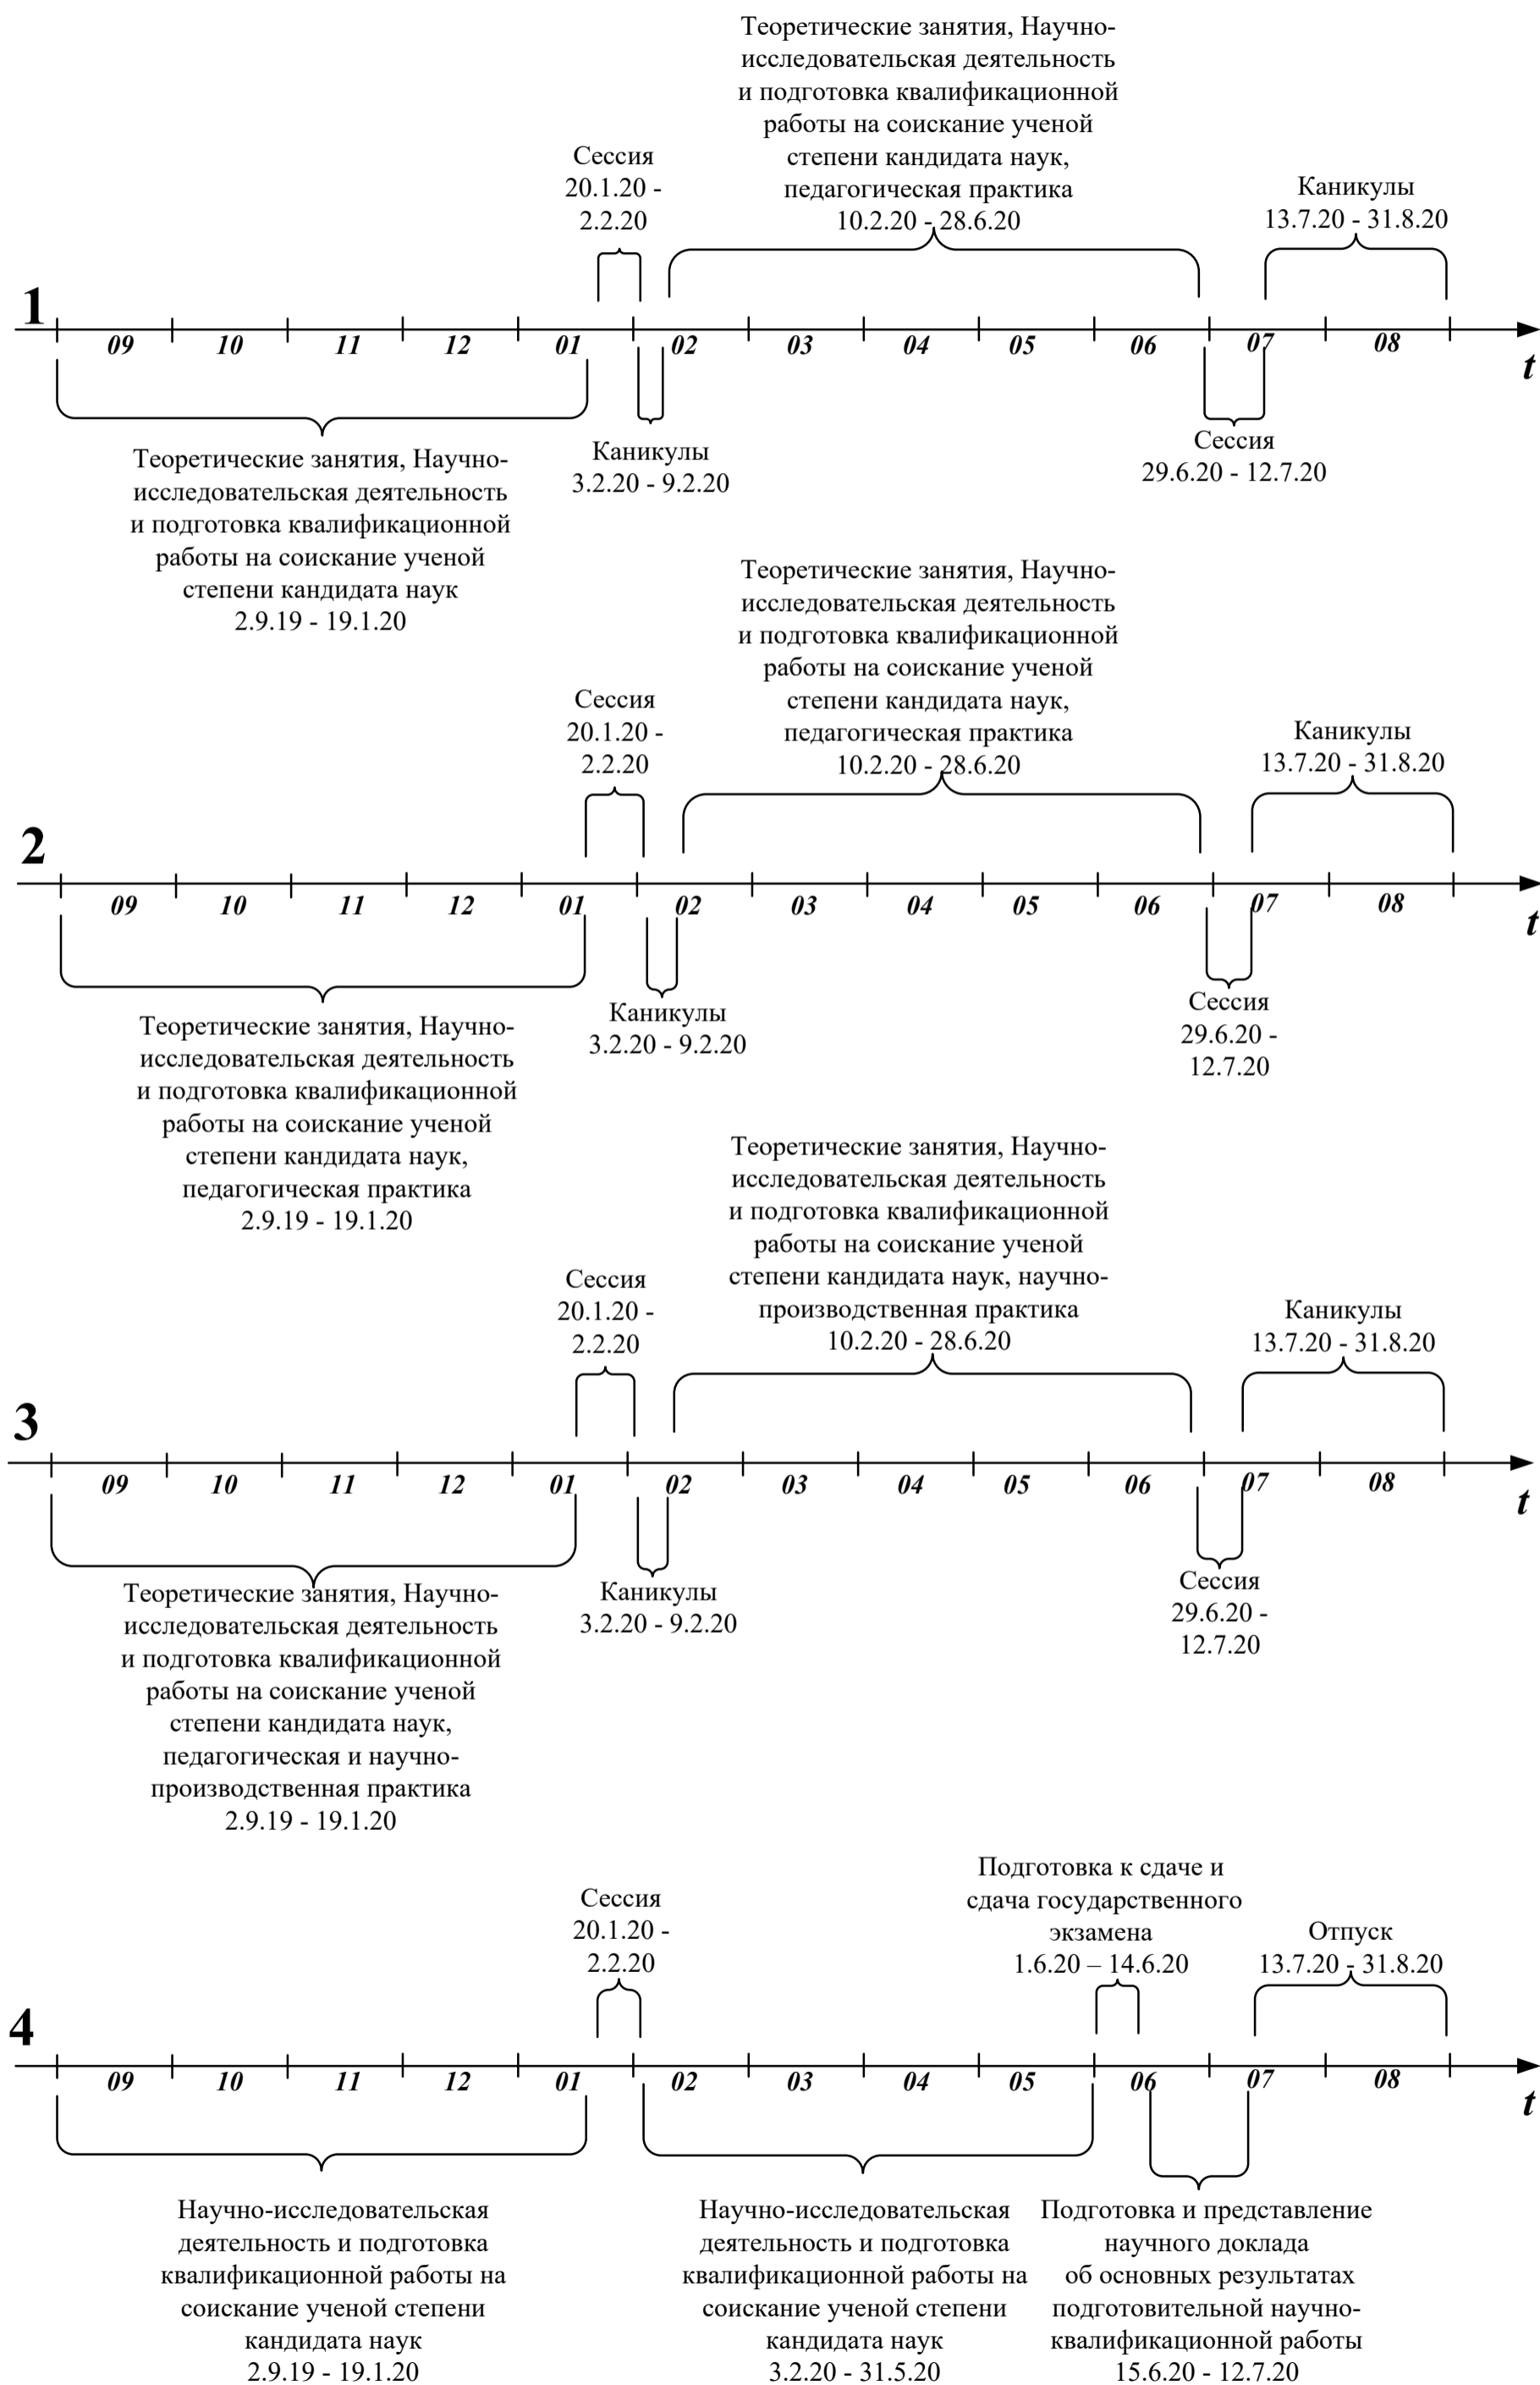 Теоретические занятия, Научно-
исследовательская деятельность
и подготовка квалификационной
работы на соискание ученой
степени кандидата наук,
педагогическая практика
10.2.20 - 28.6.20
Сессия
20.1.20 -
2.2.20
Каникулы
13.7.20 - 31.8.20
1
09 10 11 12 01 02 03 04 05 06 07 08
t
Теоретические занятия, Научно-
исследовательская деятельность
и подготовка квалификационной
работы на соискание ученой
степени кандидата наук
2.9.19 - 19.1.20
Каникулы
3.2.20 - 9.2.20
Сессия
29.6.20 - 12.7.20
Теоретические занятия, Научно-
исследовательская деятельность
и подготовка квалификационной
работы на соискание ученой
степени кандидата наук,
педагогическая практика
10.2.20 - 28.6.20
Сессия
20.1.20 -
2.2.20
Каникулы
13.7.20 - 31.8.20
2
09 10 11 12 01 02 03 04 05 06 07 08
t
Теоретические занятия, Научно-
исследовательская деятельность
и подготовка квалификационной
работы на соискание ученой
степени кандидата наук,
педагогическая практика
2.9.19 - 19.1.20
Каникулы
3.2.20 - 9.2.20
Сессия
29.6.20 -
12.7.20
Теоретические занятия, Научно-
исследовательская деятельность
и подготовка квалификационной
работы на соискание ученой
степени кандидата наук, научно-
производственная практика
10.2.20 - 28.6.20
Сессия
20.1.20 -
2.2.20
Каникулы
13.7.20 - 31.8.20
3
09 10 11 12 01 02 03 04 05 06 07 08
t
Теоретические занятия, Научно-
исследовательская деятельность
и подготовка квалификационной
работы на соискание ученой
степени кандидата наук,
педагогическая и научно-
производственная практика
2.9.19 - 19.1.20
Каникулы
3.2.20 - 9.2.20
Сессия
29.6.20 -
12.7.20
Сессия
20.1.20 -
2.2.20
Подготовка к сдаче и
сдача государственного
экзамена
1.6.20 – 14.6.20
Отпуск
13.7.20 - 31.8.20
4
09 10 11 12 01 02 03 04 05 06 07 08
t
Научно-исследовательская
деятельность и подготовка
квалификационной работы на
соискание ученой степени
кандидата наук
2.9.19 - 19.1.20
Научно-исследовательская
деятельность и подготовка
квалификационной работы на
соискание ученой степени
кандидата наук
3.2.20 - 31.5.20
Подготовка и представление
научного доклада
об основных результатах
подготовительной научно-
квалификационной работы
15.6.20 - 12.7.20